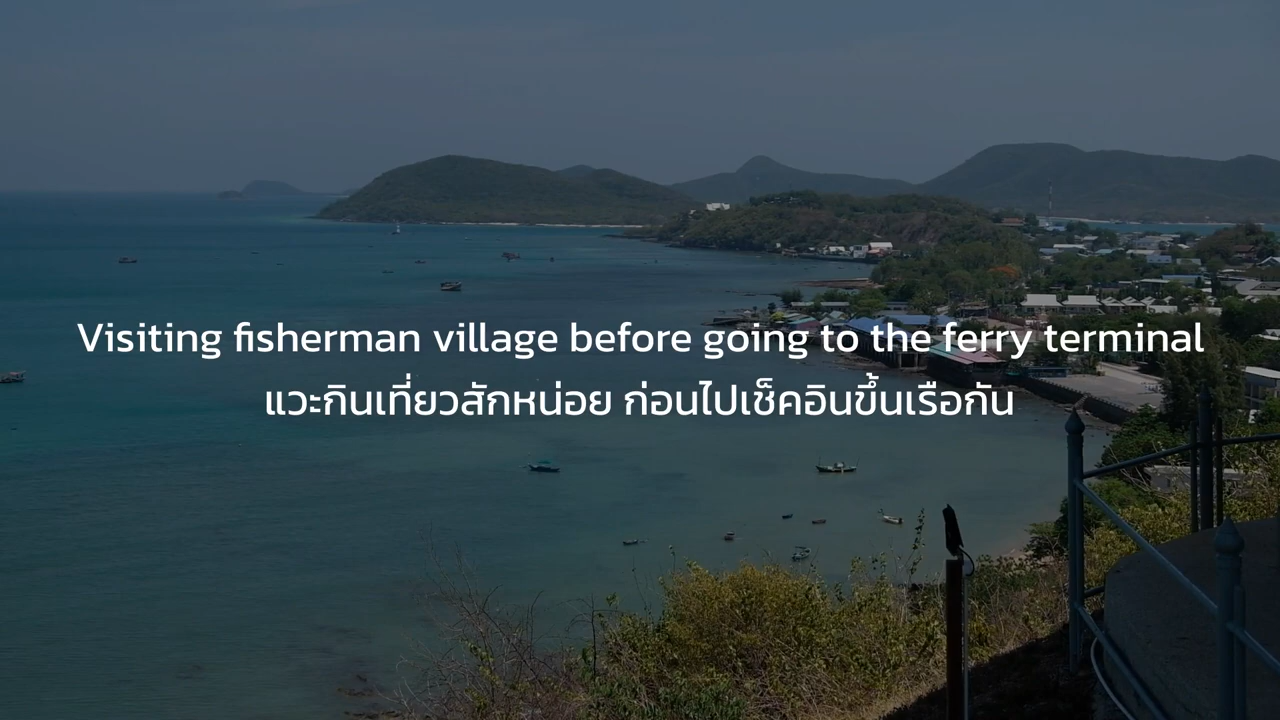 Visiting fisherman village before going to the ferry terminal
แวะกินเที่ยวสักหน่อย ก่อนไปเช็คอินขึ้นเรือกัน